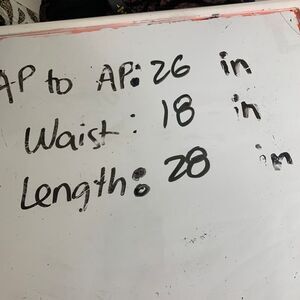 AP to AP: 26 in
Waist: 18 in
Length: 28 in